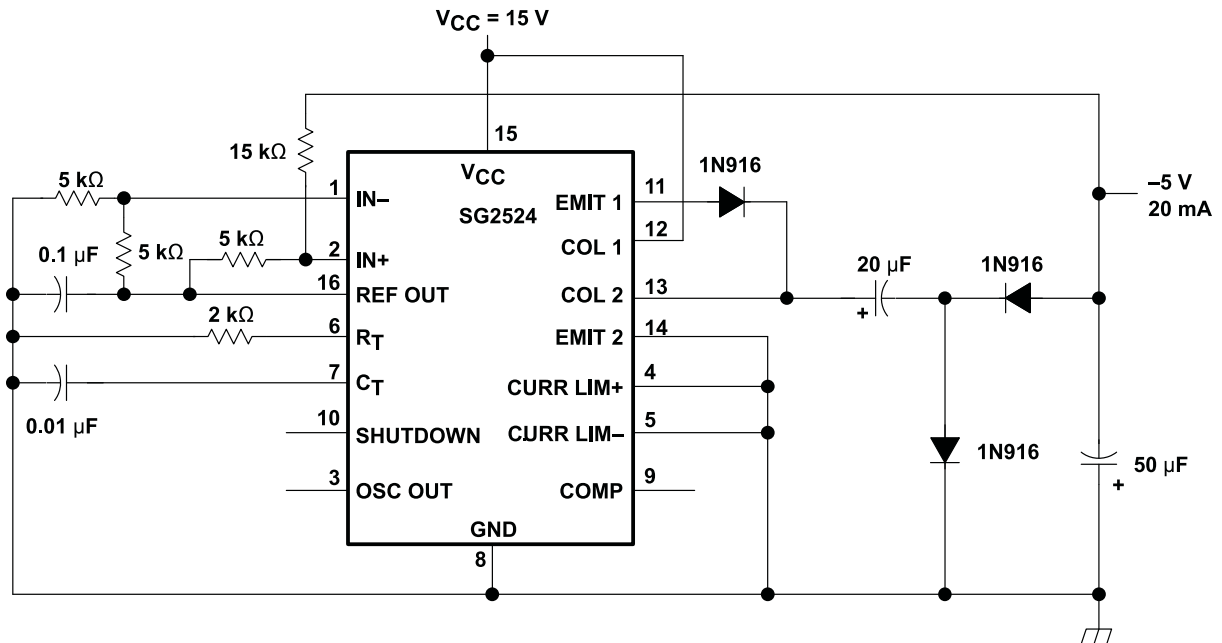 VCC = 15 V
15
VCC
SG2524
15 kΩ
5 kΩ
1
IN–
5 kΩ
5 kΩ
2
IN+
0.1 µF
16
REF OUT
2 kΩ
6
RT
7
CT
0.01 µF
10
SHUTDOWN
3
OSC OUT
GND
8
EMIT 1
11
1N916
COL 1
12
COL 2
13
EMIT 2
14
CURR LIM+
4
CURR LIM–
5
COMP
9
20 µF
+
1N916
–5 V
20 mA
1N916
50 µF
+